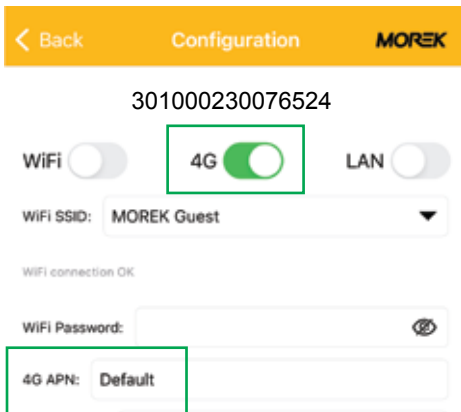 Back Configuration MOREK
301000230076524
WiFi 4G LAN
WiFi SSID: MOREK Guest
WiFi connection OK
WiFi Password:
4G APN: Default